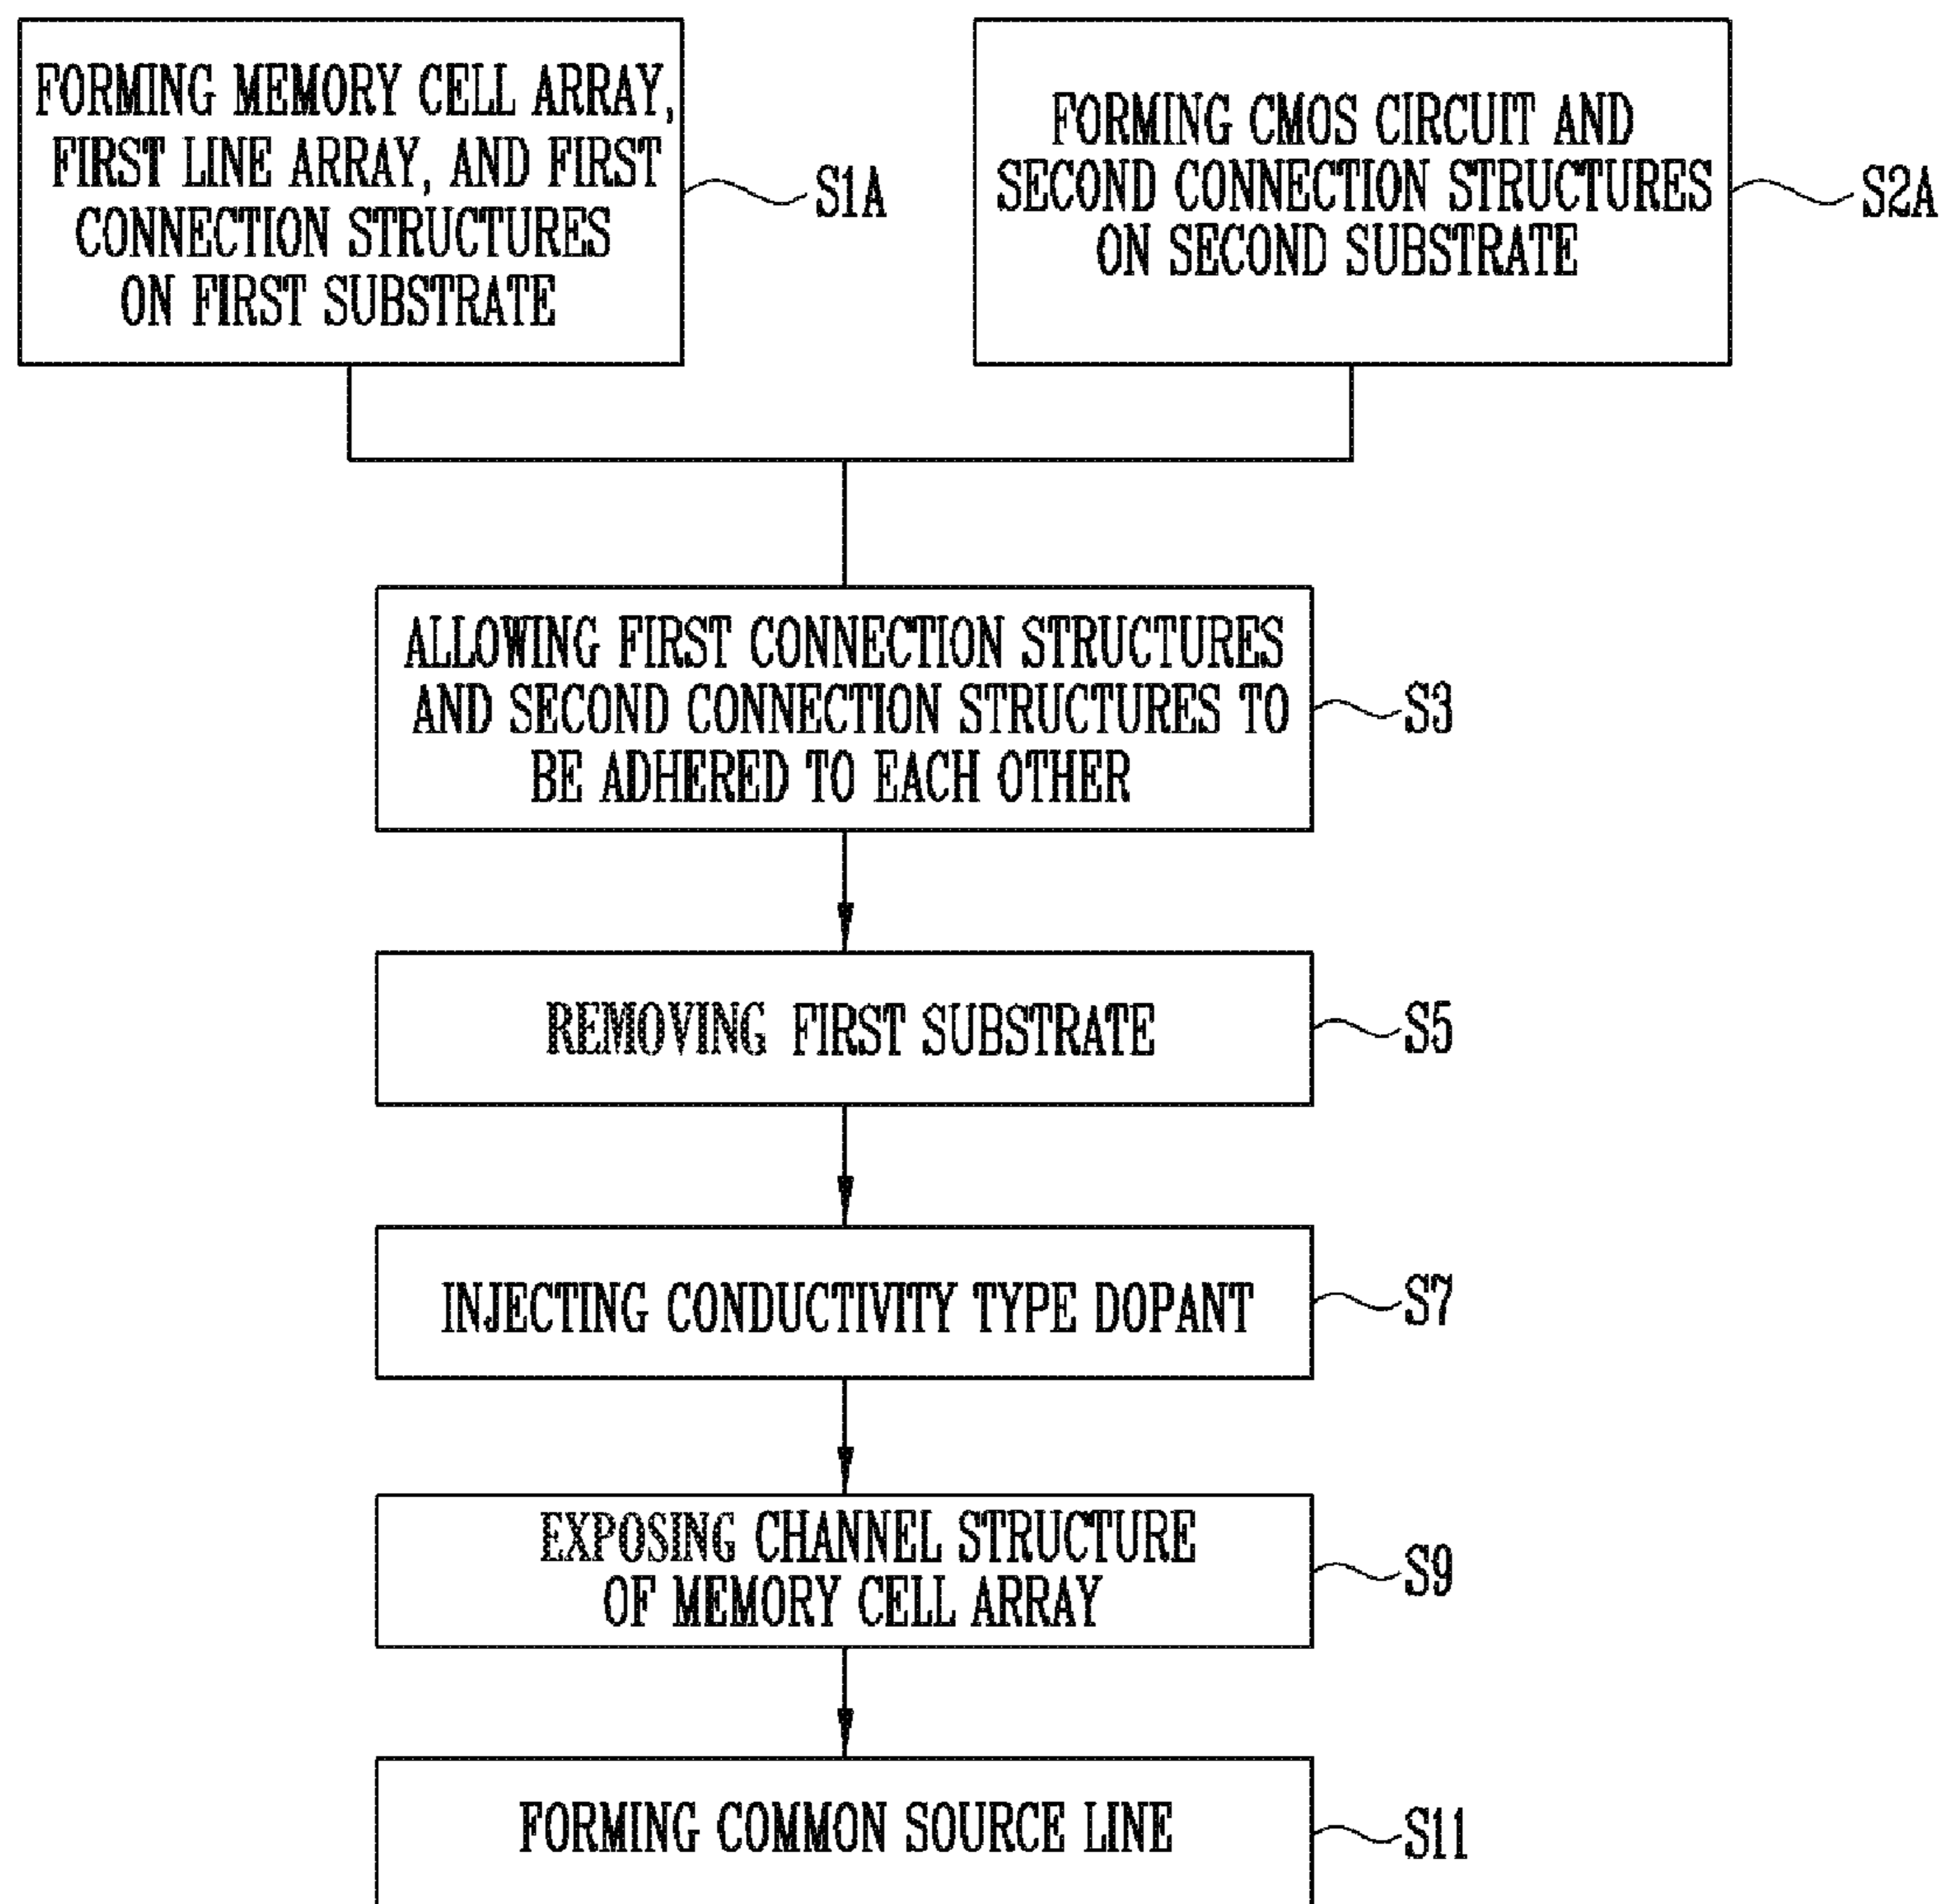 FORMING MEMORY CELL ARRAY,
FIRST LINE ARRAY, AND FIRST
CONNECTION STRUCTURES
ON FIRST SUBSTRATE
S1A
FORMING CMOS CIRCUIT AND
SECOND CONNECTION STRUCTURES
ON SECOND SUBSTRATE
S2A
ALLOWING FIRST CONNECTION STRUCTURES
AND SECOND CONNECTION STRUCTURES TO
BE ADHERED TO EACH OTHER
S3
REMOVING FIRST SUBSTRATE
S5
INJECTING CONDUCTIVITY TYPE DOPANT
S7
EXPOSING CHANNEL STRUCTURE
OF MEMORY CELL ARRAY
S9
FORMING COMMON SOURCE LINE
S11